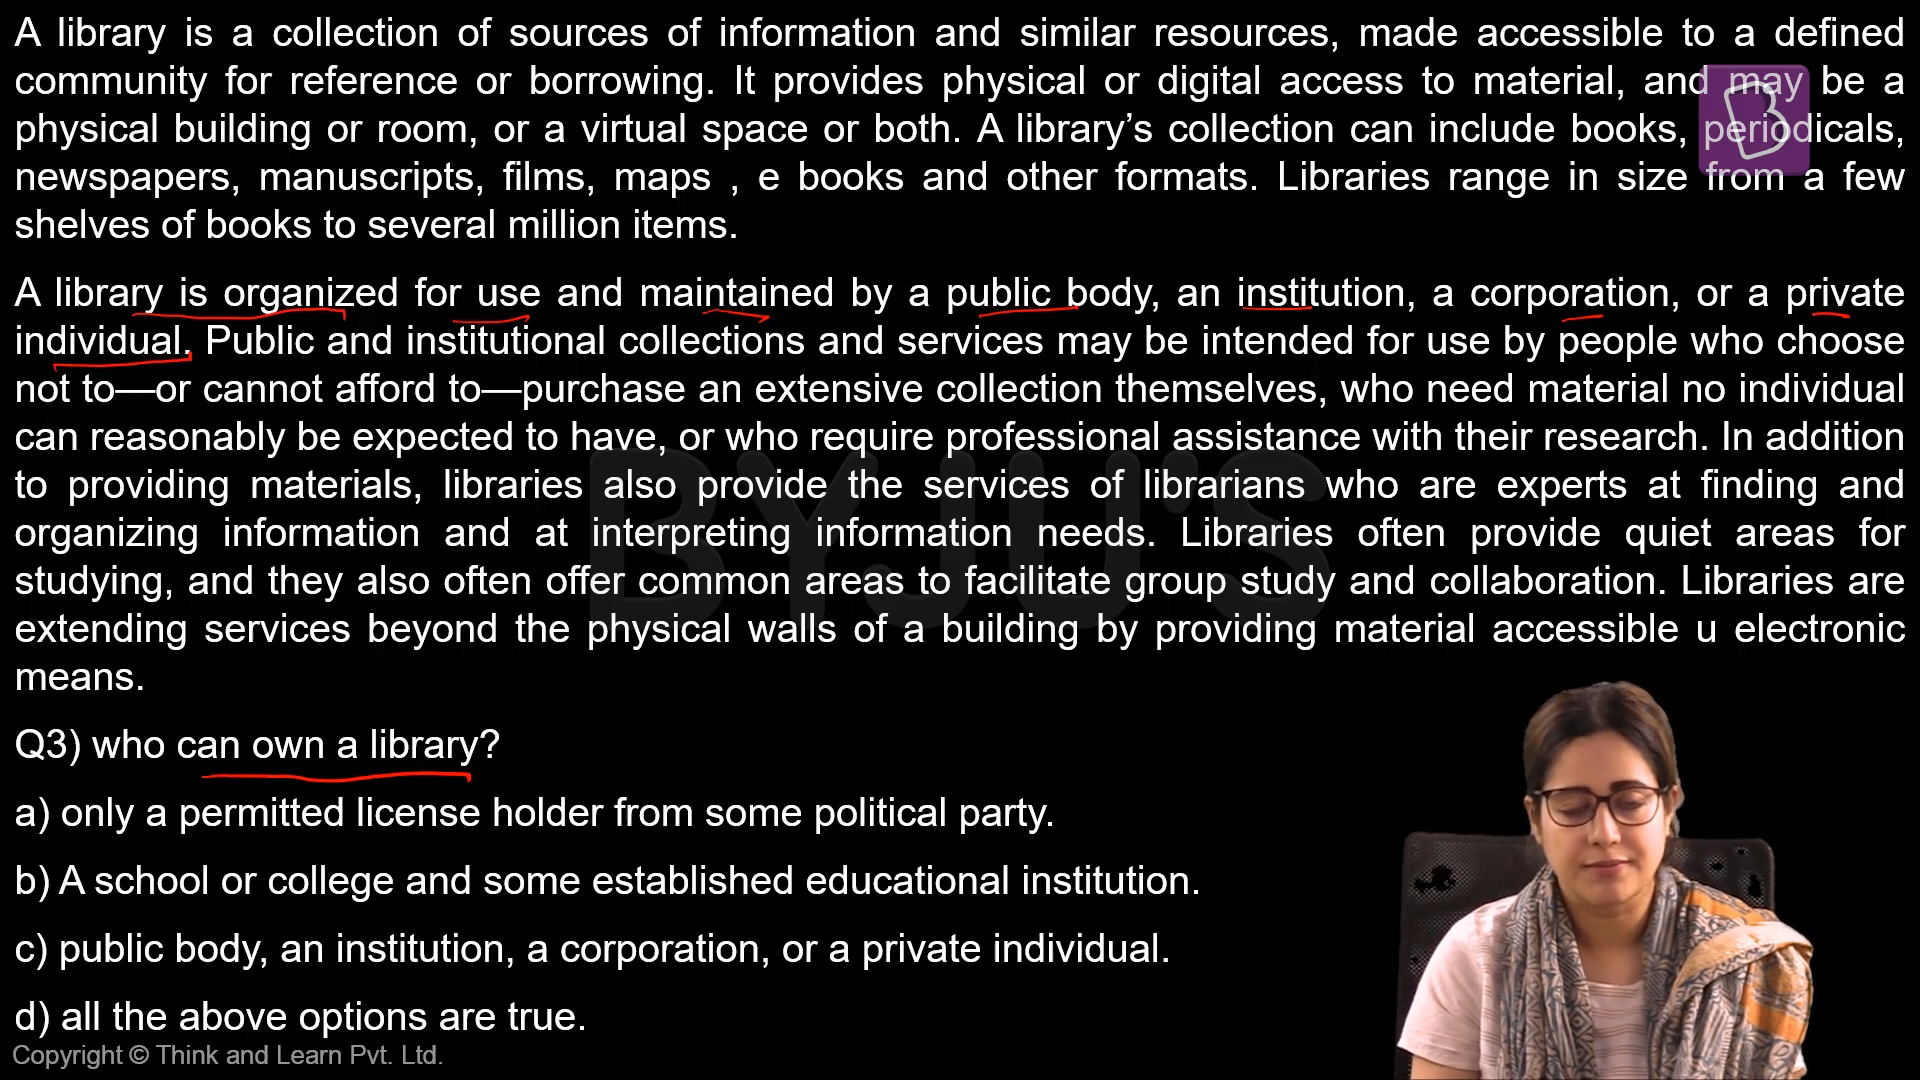 A library is a collection of sources of information and similar resources, made accessible to a defined
community for reference or borrowing. It provides physical or digital access to material, and may be a
physical building or room, or a virtual space or both. A library’s collection can include books, periodicals,
newspapers, manuscripts, films, maps , e books and other formats. Libraries range in size from a few
shelves of books to several million items.
A library is organized for use and maintained by a public body, an institution, a corporation, or a private
individual. Public and institutional collections and services may be intended for use by people who choose
not to—or cannot afford to—purchase an extensive collection themselves, who need material no individual
can reasonably be expected to have, or who require professional assistance with their research. In addition
to providing materials, libraries also provide the services of librarians who are experts at finding and
organizing information and at interpreting information needs. Libraries often provide quiet areas for
studying, and they also often offer common areas to facilitate group study and collaboration. Libraries are
extending services beyond the physical walls of a building by providing material accessible u electronic
means.
BYJU'S
Q3) who can own a library?
a) only a permitted license holder from some political party.
b) A school or college and some established educational institution.
c) public body, an institution, a corporation, or a private individual.
d) all the above options are true.
Copyright © Think and Learn Pvt. Ltd.
B